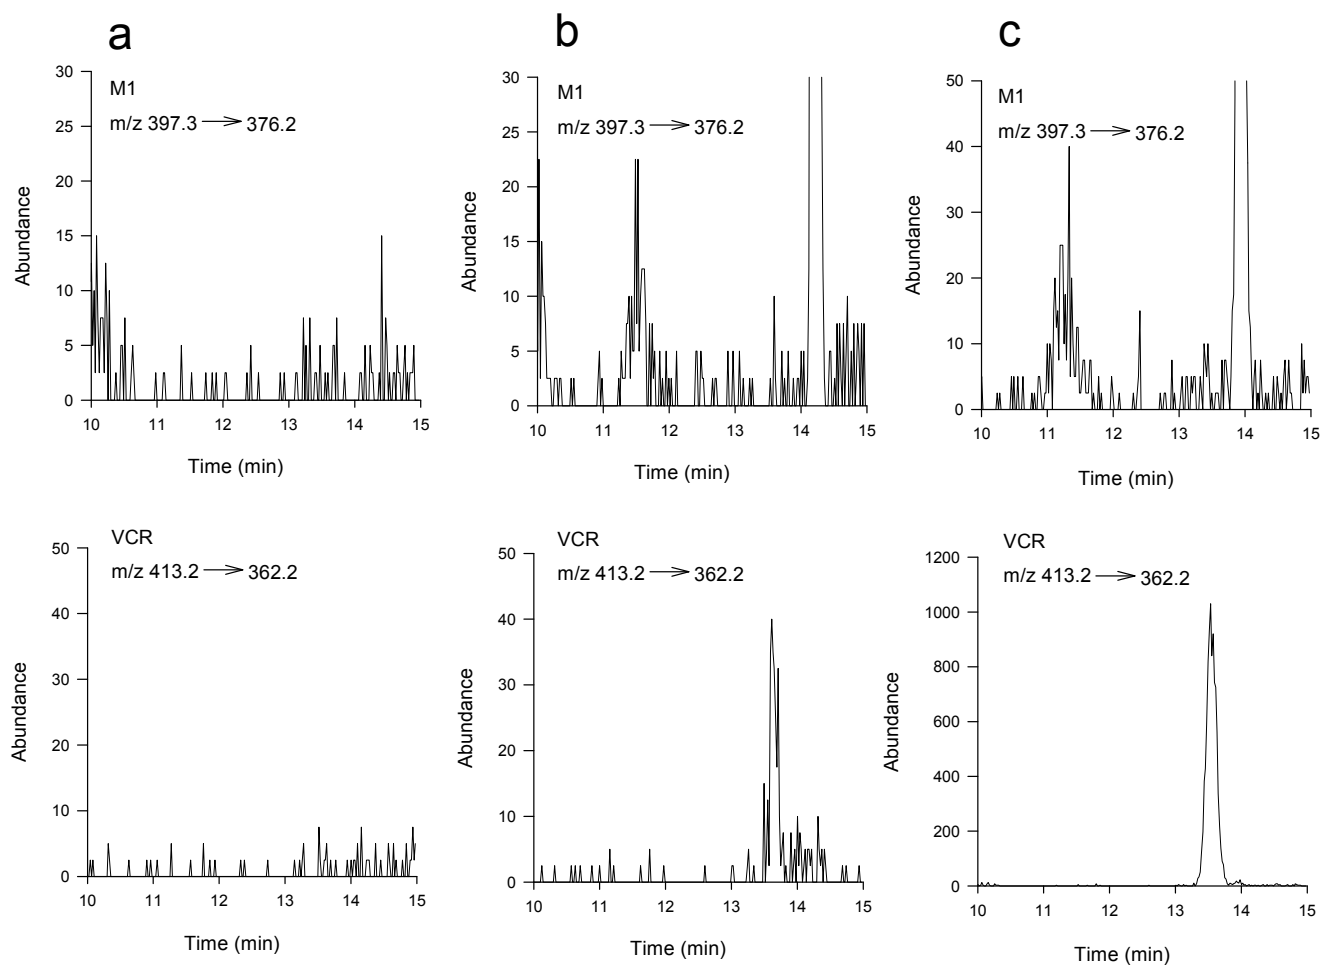 a
b
c
30
25
20
15
10
5
0
Abundance
M1
m/z 397.3 → 376.2
10 11 12 13 14 15
Time (min)
30
25
20
15
10
5
0
Abundance
M1
m/z 397.3 → 376.2
10 11 12 13 14 15
Time (min)
50
40
30
20
10
0
Abundance
M1
m/z 397.3 → 376.2
10 11 12 13 14 15
Time (min)
50
40
30
20
10
0
Abundance
VCR
m/z 413.2 → 362.2
10 11 12 13 14 15
Time (min)
50
40
30
20
10
0
Abundance
VCR
m/z 413.2 → 362.2
10 11 12 13 14 15
Time (min)
1200
1000
800
600
400
200
0
Abundance
VCR
m/z 413.2 → 362.2
10 11 12 13 14 15
Time (min)